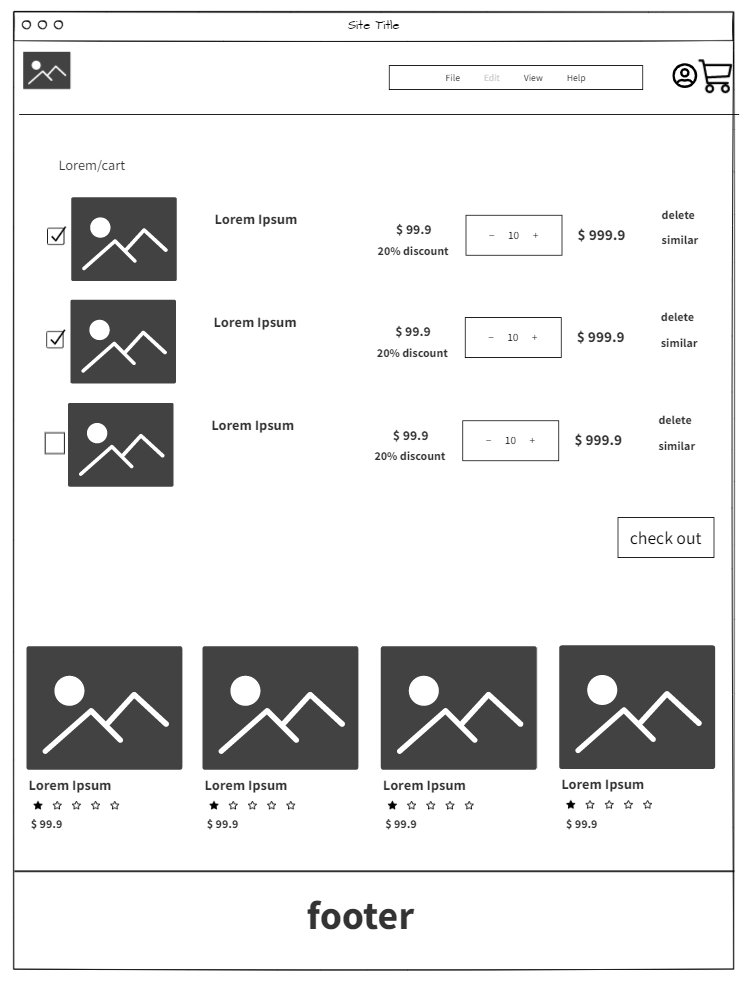 Site Title
File Edit View Help
Lorem/cart
Lorem Ipsum
$ 99.9
20% discount
− 10 +
$ 999.9
delete
similar
Lorem Ipsum
$ 99.9
20% discount
− 10 +
$ 999.9
delete
similar
Lorem Ipsum
$ 99.9
20% discount
− 10 +
$ 999.9
delete
similar
check out
Lorem Ipsum
$ 99.9
Lorem Ipsum
$ 99.9
Lorem Ipsum
$ 99.9
Lorem Ipsum
$ 99.9
footer